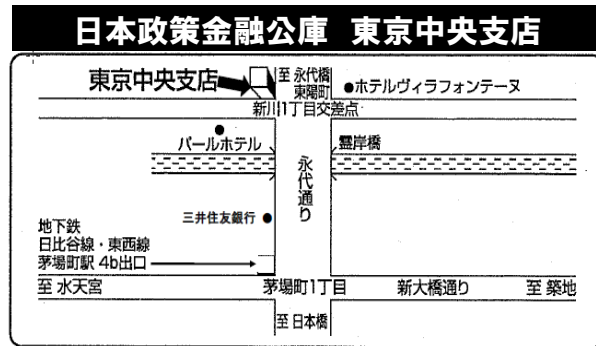 日本政策金融公庫 東京中央支店
東京中央支店
至 永代橋
東陽町
ホテルヴィラフォンテーヌ
新川1丁目交差点
パールホテル
霊岸橋
永代通り
三井住友銀行
地下鉄
日比谷線・東西線
茅場町駅 4b出口
至 水天宮
茅場町1丁目
新大橋通り
至 築地
至 日本橋